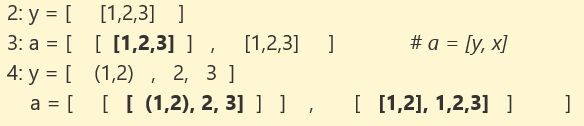 2: y = [ [1,2,3] ]
3: a = [ [ [1,2,3] ] , [1,2,3] ] # a = [y, x]
4: y = [ (1,2) , 2, 3 ]
a = [ [ [ (1,2), 2, 3] ] ] , [ [1,2], 1,2,3] ] ]